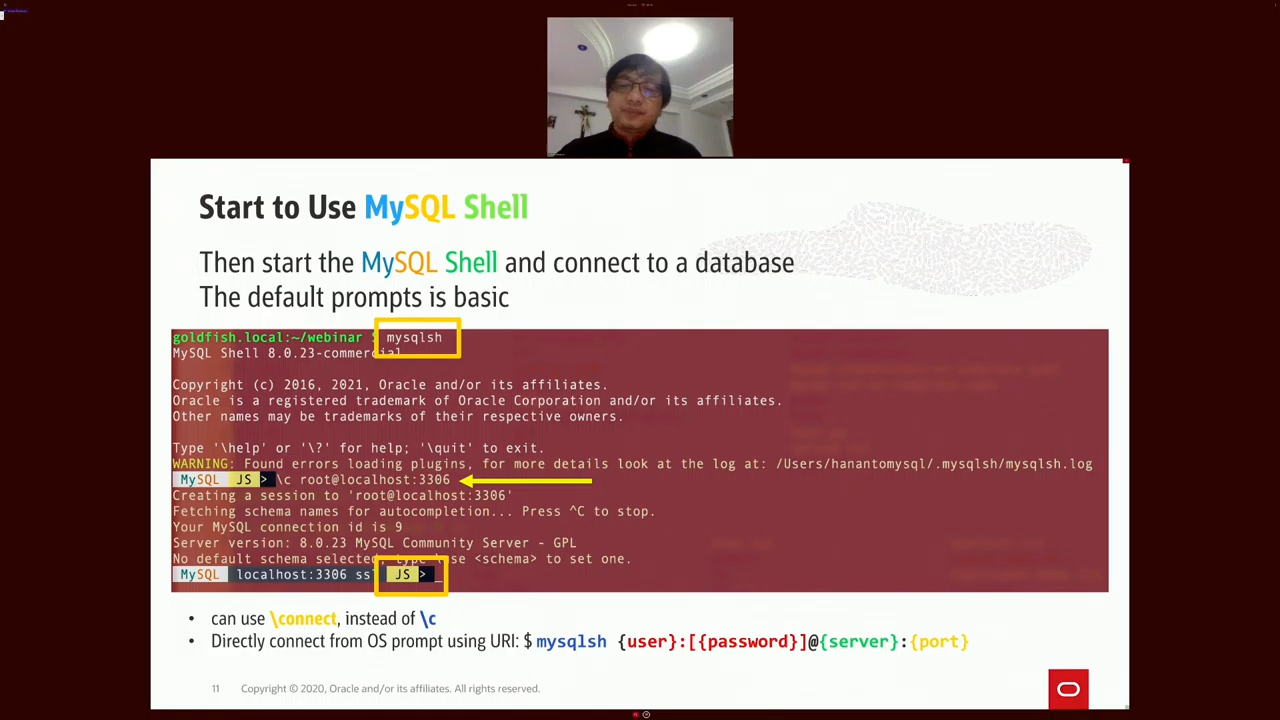 Start to Use MySQL Shell
Then start the MySQL Shell and connect to a database
The default prompts is basic
goldfish.local:~/webinar $ mysqlsh
MySQL Shell 8.0.23-commercial
Copyright (c) 2016, 2021, Oracle and/or its affiliates.
Oracle is a registered trademark of Oracle Corporation and/or its affiliates.
Other names may be trademarks of their respective owners.
Type '\help' or '\?' for help; '\quit' to exit.
WARNING: Found errors loading plugins, for more details look at the log at: /Users/hanantomysql/.mysqlsh/mysqlsh.log
MySQL JS > \c root@localhost:3306
Creating a session to 'root@localhost:3306'
Fetching schema names for autocompletion... Press ^C to stop.
Your MySQL connection id is 9
Server version: 8.0.23 MySQL Community Server - GPL
No default schema selected; type \use <schema> to set one.
MySQL localhost:3306 ssl JS > _
• can use \connect, instead of \c
• Directly connect from OS prompt using URI: $ mysqlsh {user}:[{password}]@{server}:{port}
11 Copyright © 2020, Oracle and/or its affiliates. All rights reserved.